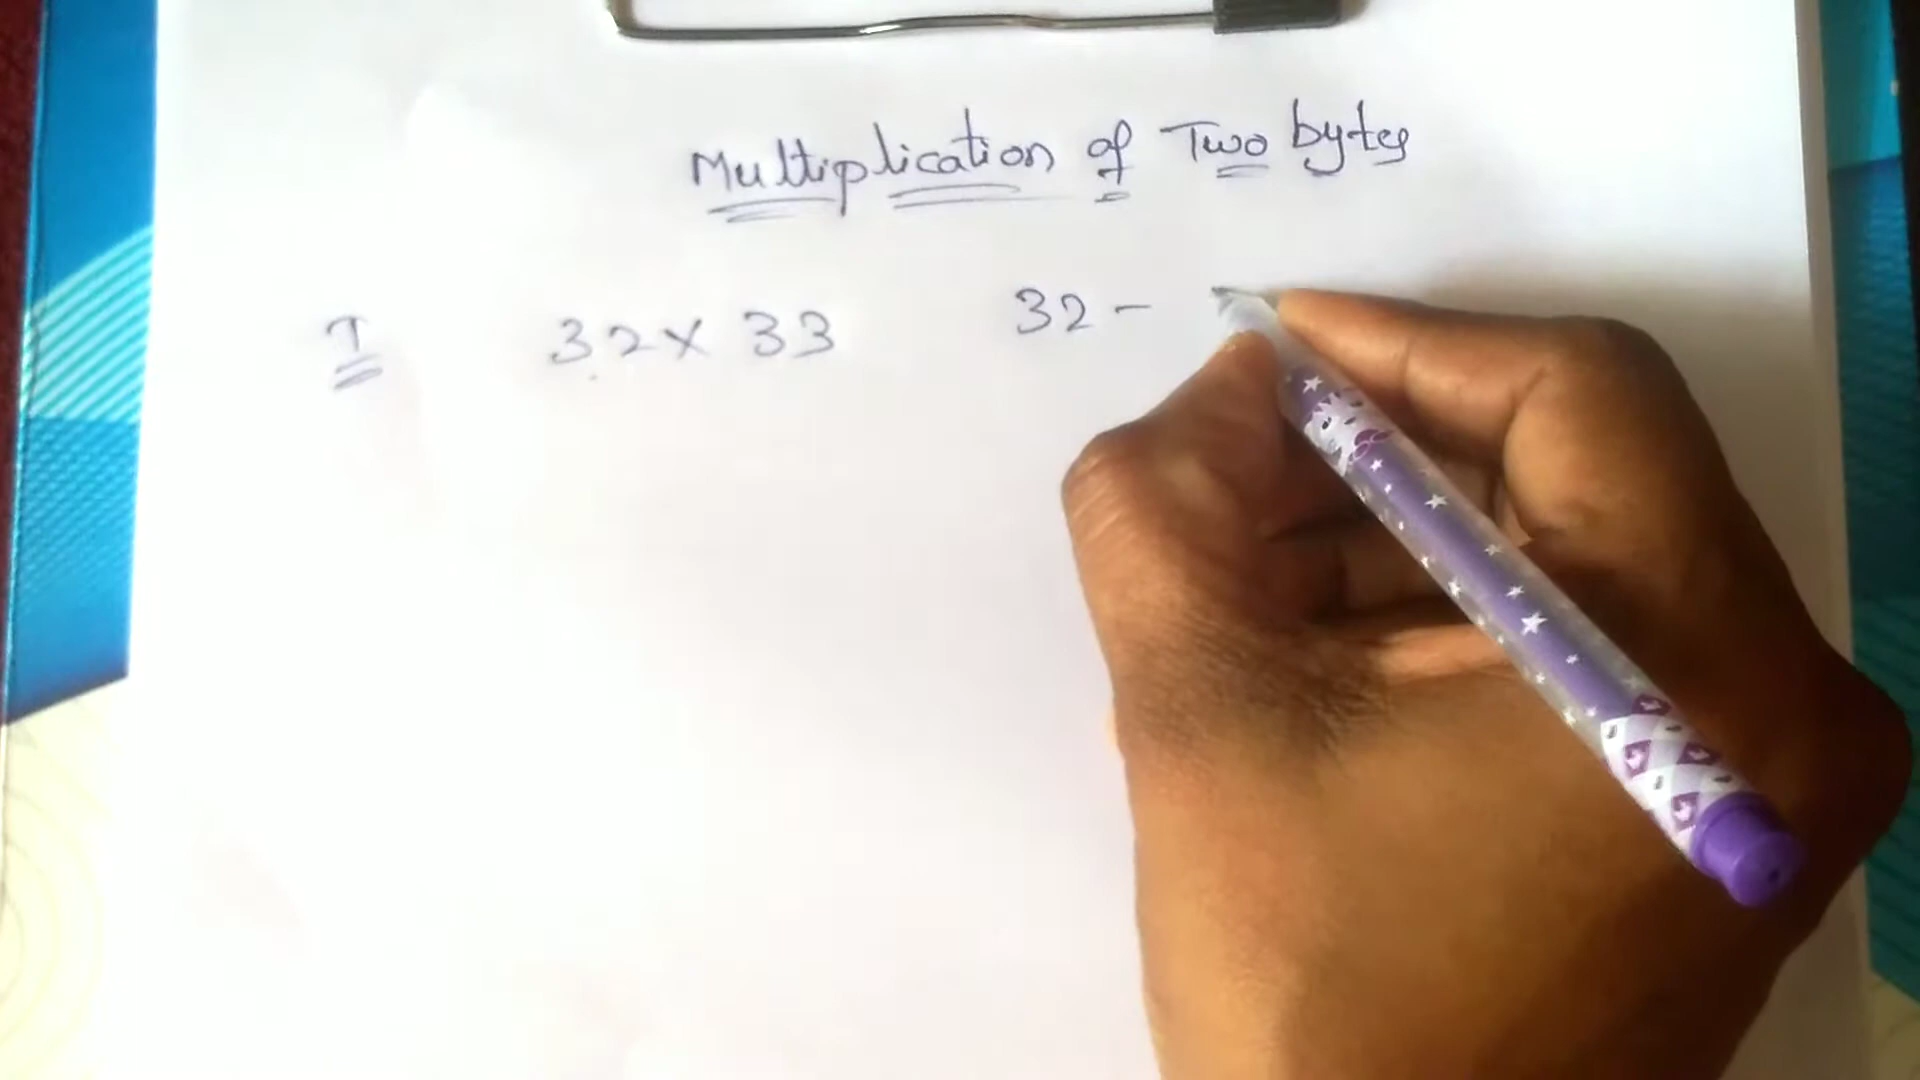 Multiplication of Two bytes
I 32 × 33 32 –